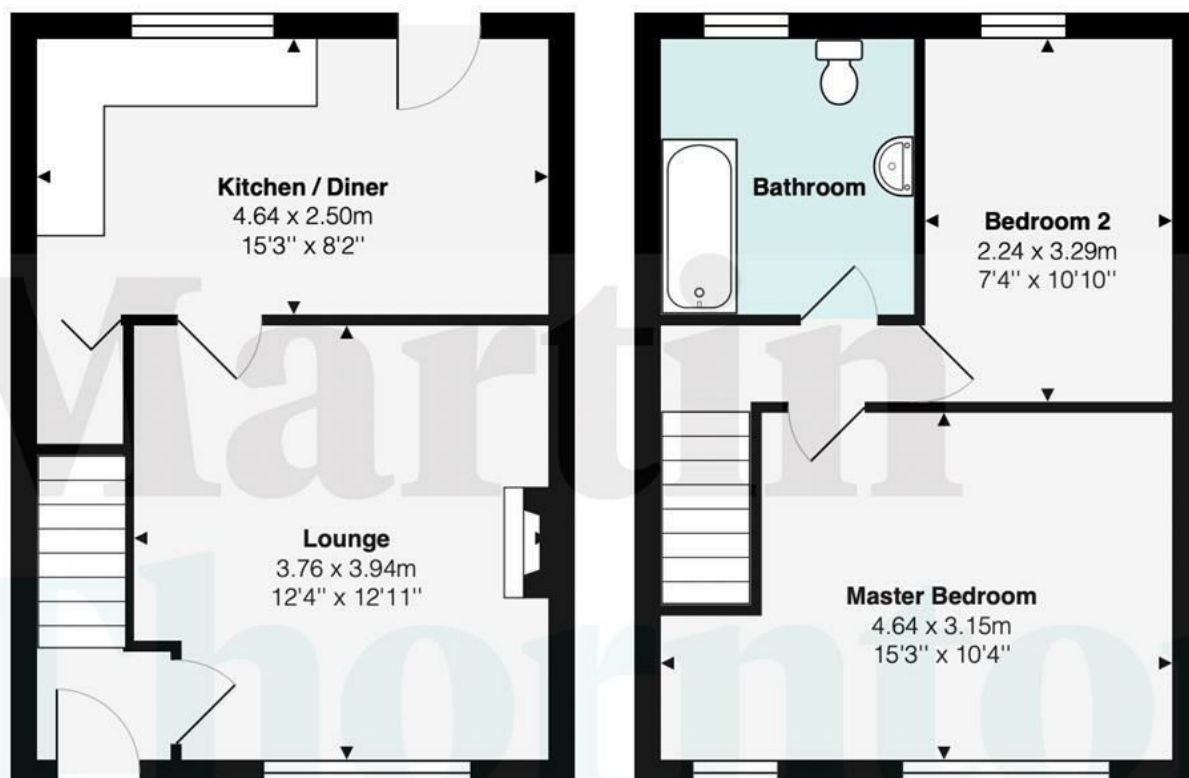 Kitchen / Diner
4.64 x 2.50m
15'3'' x 8'2''
Lounge
3.76 x 3.94m
12'4'' x 12'11''
Bathroom
Bedroom 2
2.24 x 3.29m
7'4'' x 10'10''
Master Bedroom
4.64 x 3.15m
15'3'' x 10'4''
Martin
Thornton